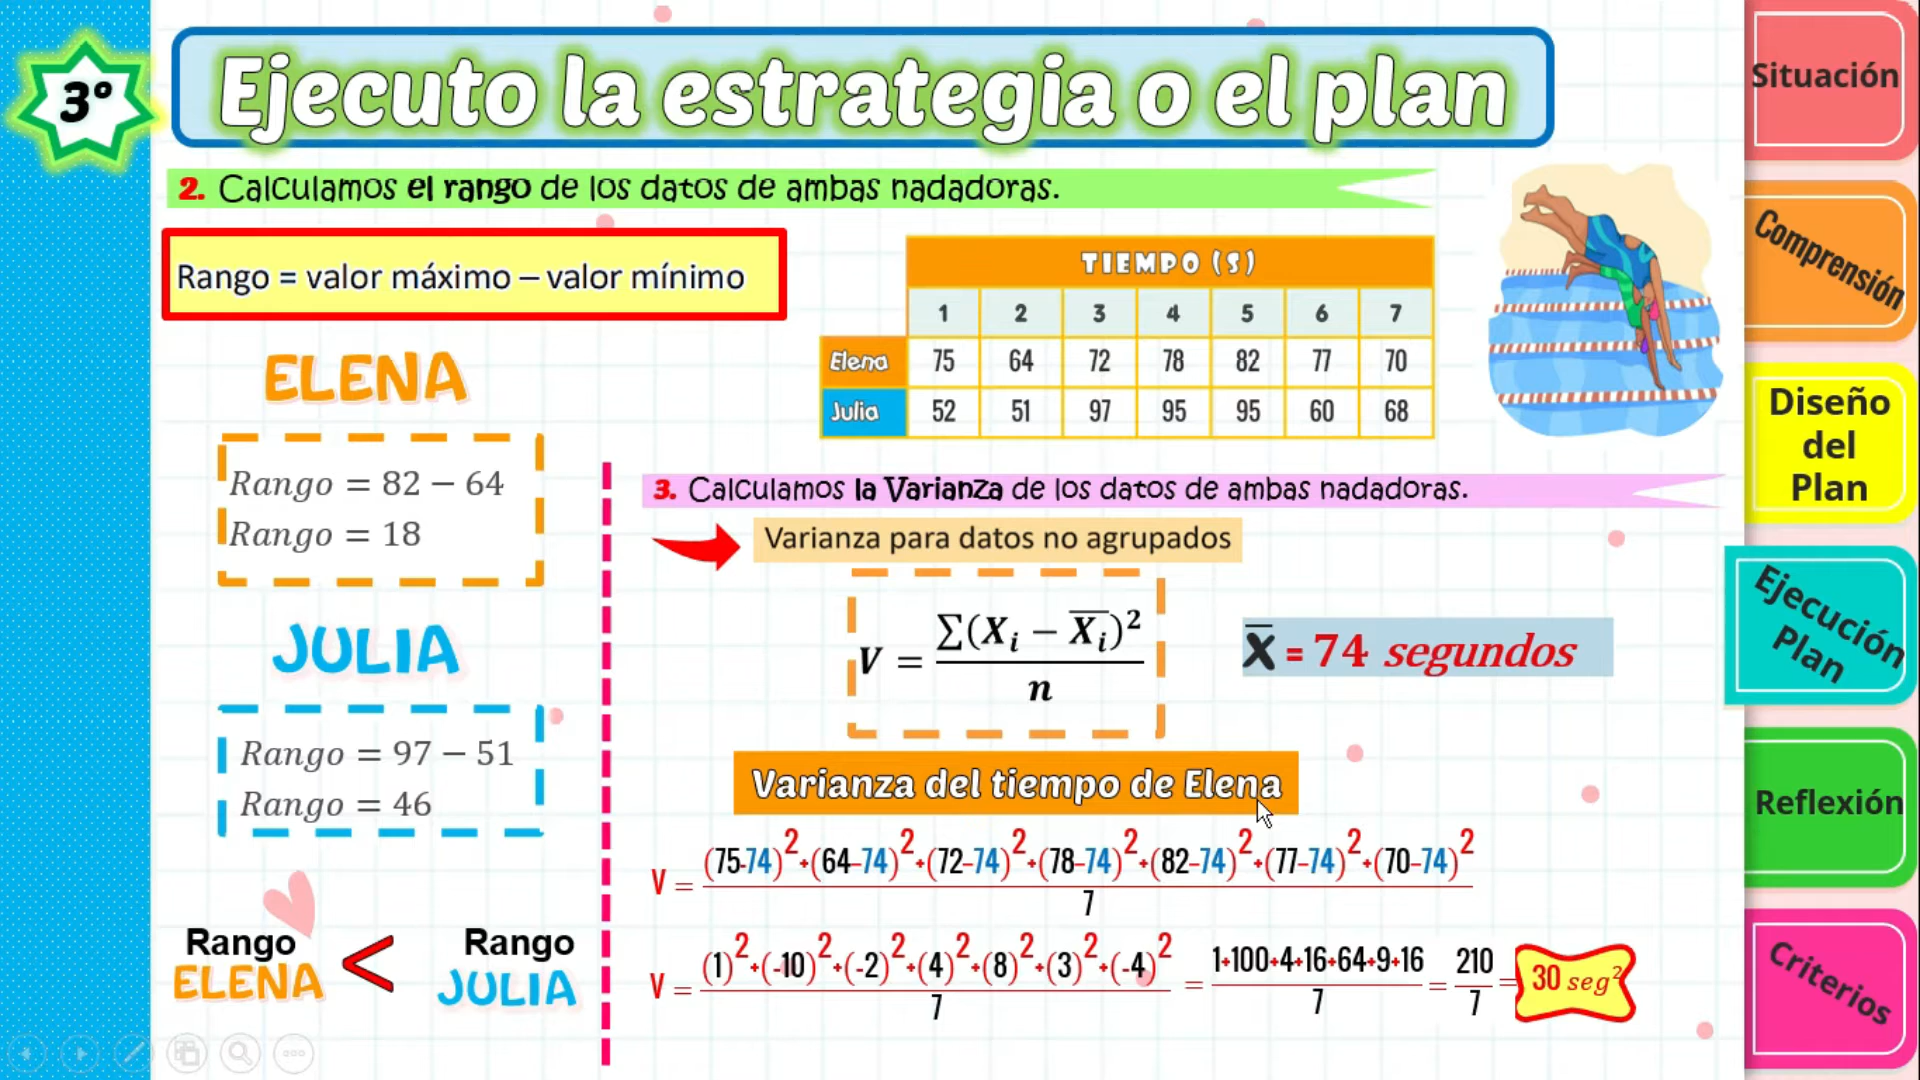 3°
Ejecuto la estrategia o el plan
2. Calculamos el rango de los datos de ambas nadadoras.
Rango = valor máximo – valor mínimo
TIEMPO (S)
1 2 3 4 5 6 7
Elena 75 64 72 78 82 77 70
Julia 52 51 97 95 95 60 68
ELENA
Rango = 82 − 64
Rango = 18
JULIA
Rango = 97 − 51
Rango = 46
Rango ELENA < Rango JULIA
3. Calculamos la Varianza de los datos de ambas nadadoras.
Varianza para datos no agrupados
V = ∑(Xᵢ − X̅ᵢ)² / n
X̅ = 74 segundos
Varianza del tiempo de Elena
V = (75-74)²+(64-74)²+(72-74)²+(78-74)²+(82-74)²+(77-74)²+(70-74)² / 7
V = (1)²+(-10)²+(-2)²+(4)²+(8)²+(3)²+(-4)² / 7 = 1+100+4+16+64+9+16 / 7 = 210 / 7 = 30 seg²
Situación
Comprensión
Diseño
del
Plan
Ejecución
Plan
Reflexión
Criterios